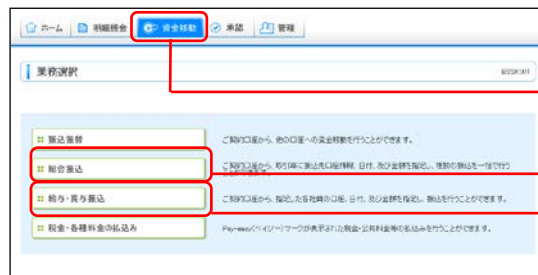 ホーム 明細照会 資金移動 承認 管理
業務選択
BSSK001
振込振替 ご契約口座から、他の口座への資金移動を行うことができます。
総合振込 ご契約口座から、取引毎に振込先口座情報、日付、及び金額を指定し、複数の振込を一括で行う
ことができます。
給与・賞与振込 ご契約口座から、指定した各社員の口座、日付、及び金額を指定し、振込を行うことができます。
税金・各種料金の払込み Pay-easy(ペイジー)マークが表示された税金・公共料金等の払込みを行うことができます。